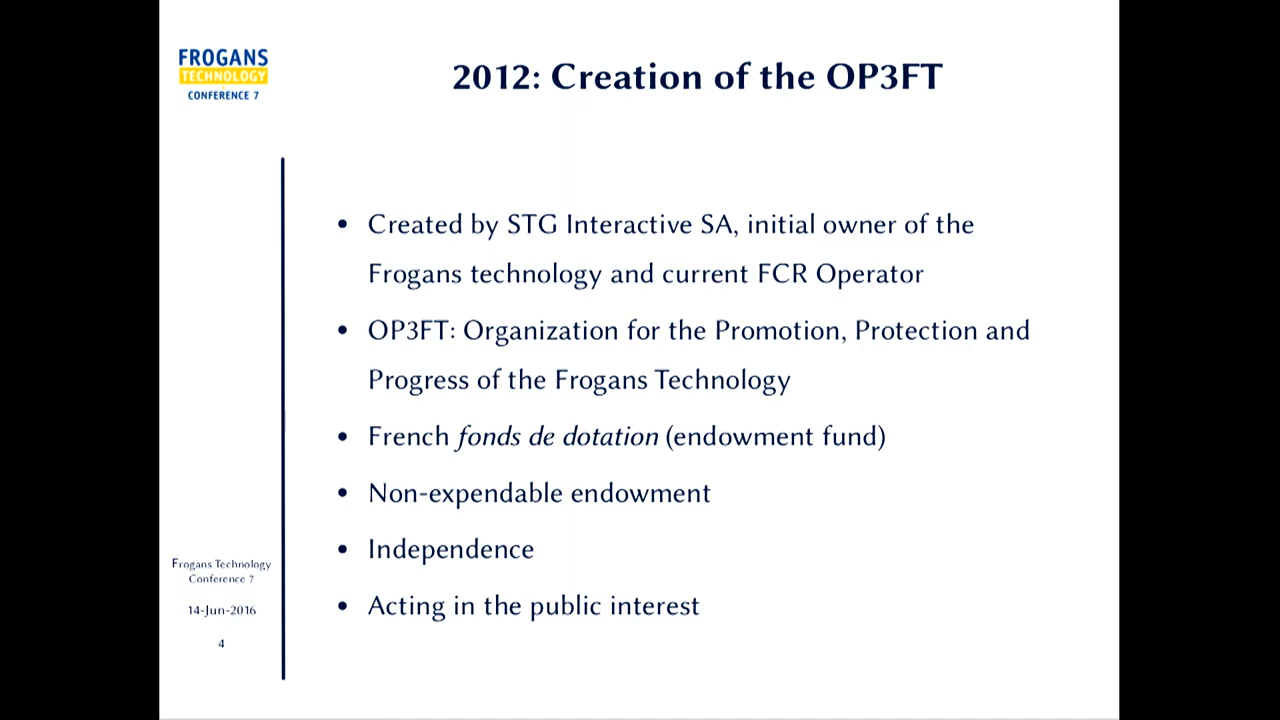 FROGANS
TECHNOLOGY
CONFERENCE 7
2012: Creation of the OP3FT
• Created by STG Interactive SA, initial owner of the
Frogans technology and current FCR Operator
• OP3FT: Organization for the Promotion, Protection and
Progress of the Frogans Technology
• French fonds de dotation (endowment fund)
• Non-expendable endowment
• Independence
• Acting in the public interest
Frogans Technology
Conference 7
14-Jun-2016
4